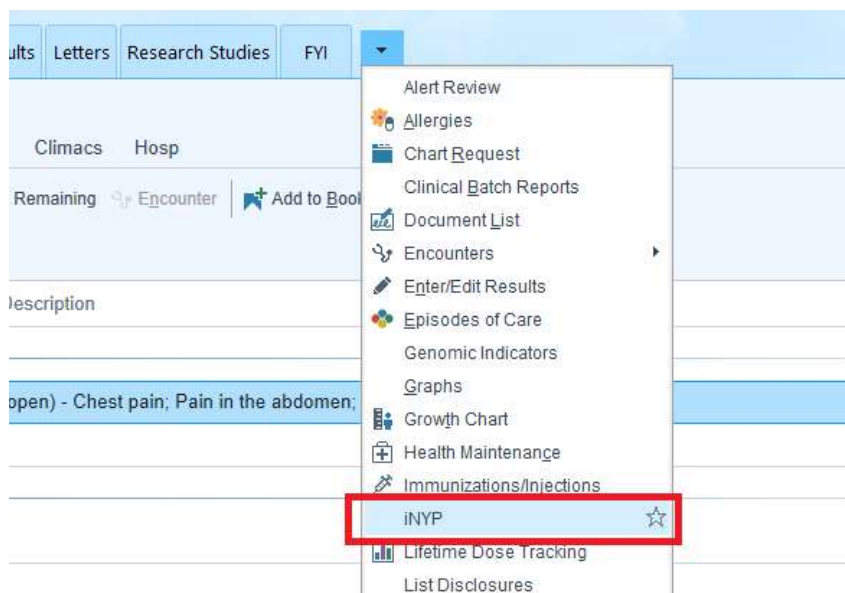 Letters Research Studies FYI
Alert Review
Allergies
Climacs Hosp
Chart Request
Clinical Batch Reports
Remaining Encounter Add to
Document List
Encounters
Enter/Edit Results
Description
Episodes of Care
Genomic Indicators
Graphs
open) - Chest pain; Pain in the abdomen;
Growth Chart
Health Maintenance
Immunizations/Injections
iNYP
Lifetime Dose Tracking
List Disclosures